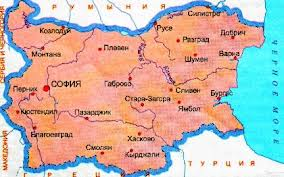 РУМЫНИЯ
Силистра
Козлодуй
Русе
Добрич
Монтана
Плевен
Разград
Шумен
Варна
СЕРБИЯ И ЧЕРНОГОРИЯ
ЧЕРНОЕ МОРЕ
Перник
СОФИЯ
Габрово
Сливен
Бургас
Стара-Загора
Кюстендил
Пазарджик
Ямбол
Благоевград
Хасково
МАКЕДОНИЯ
Смолян
Кырджали
ТУРЦИЯ
ГРЕЦИЯ